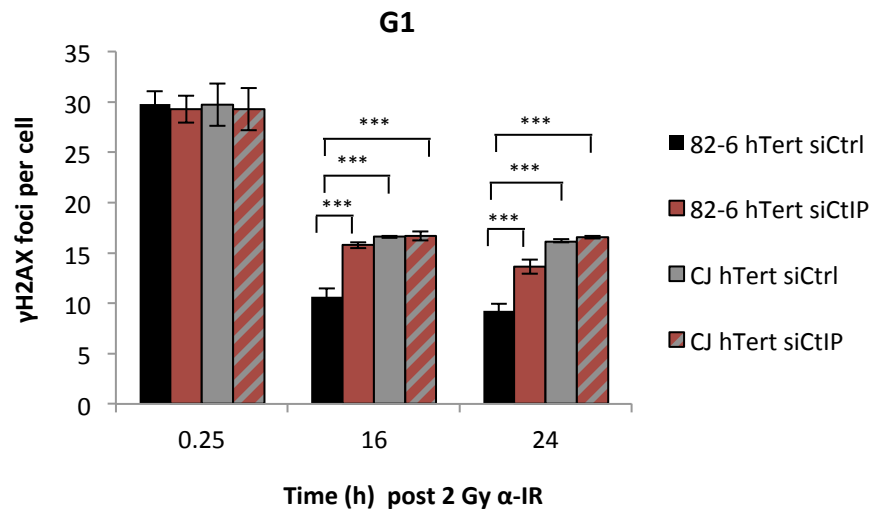 G1
γH2AX foci per cell
35
30
25
20
15
10
5
0
***
***
***
***
***
***
0.25 16 24
Time (h) post 2 Gy α-IR
82-6 hTert siCtrl
82-6 hTert siCtIP
CJ hTert siCtrl
CJ hTert siCtIP